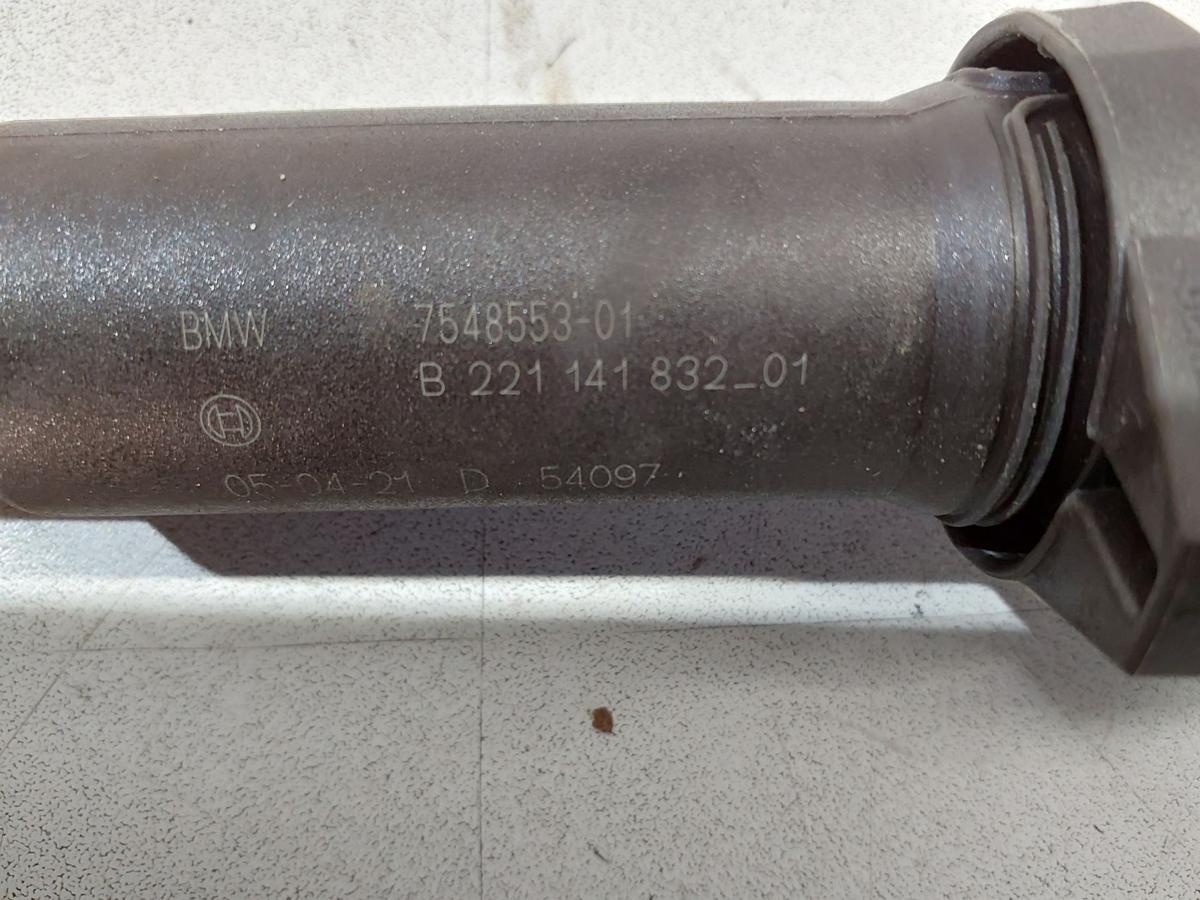 BMW 7548553-01
B 221 141 832_01
05-04-21 D 54097